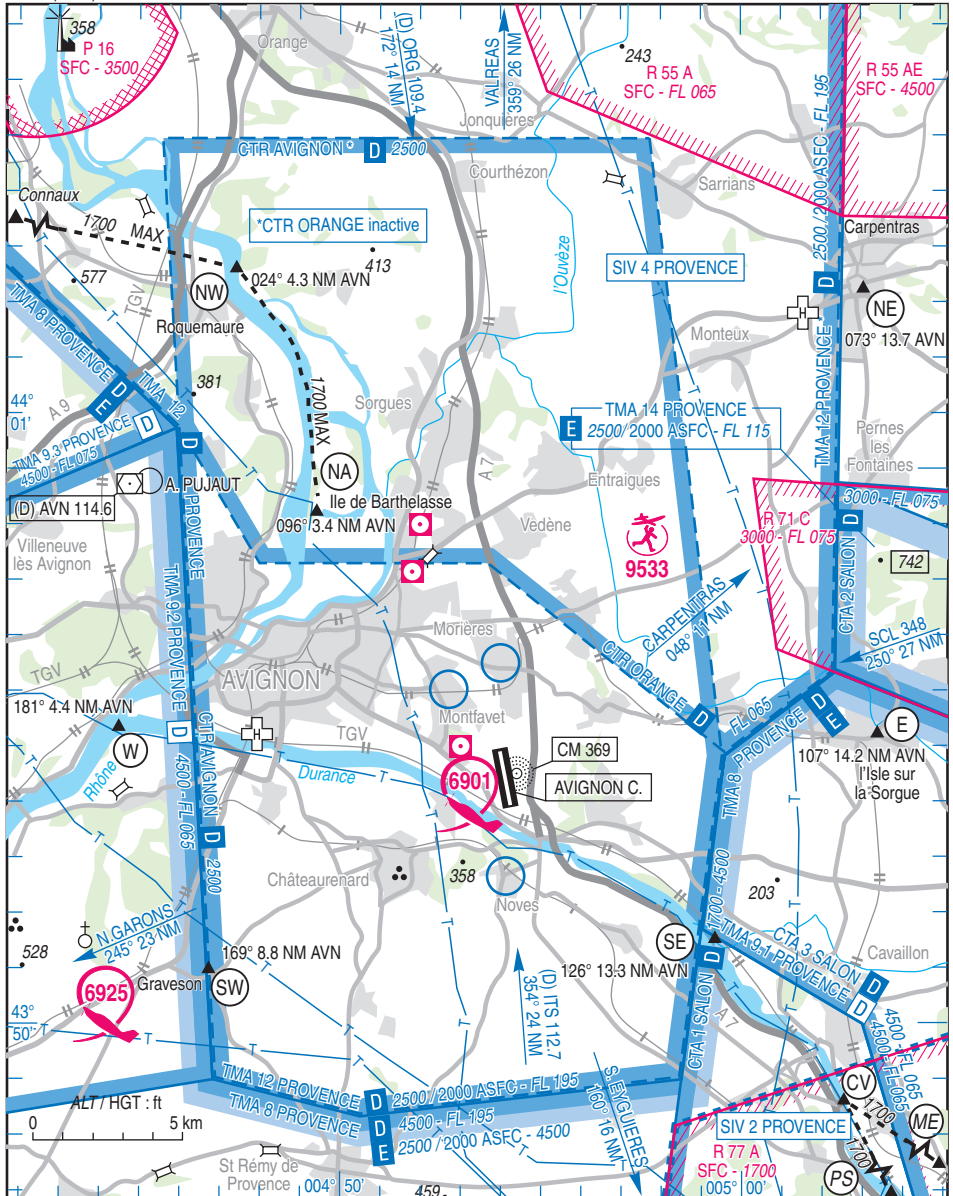 358
P 16
SFC - 3500
Orange
(D) ORG 109.4
172° 14 NM
VALREAS
359° 26 NM
243
R 55 A
SFC - FL 065
R 55 AE
SFC - 4500
Jonquières
CTR AVIGNON * D 2500
Courthézon
Sarrians
2500/2000 ASFC - FL 195
Connaux
1700 MAX
*CTR ORANGE inactive
413
Carpentras
577
024° 4.3 NM AVN
NW
TGV
Roquemaure
l'Ouvèze
SIV 4 PROVENCE
D
NE
073° 13.7 AVN
Monteux
H
TMA 8 PROVENCE
D
E
TMA 12
381
1700 MAX
Sorgues
44°
01'
A 9
D
D
TMA 9.3 PROVENCE
4500 - FL 075
A 7
E
TMA 14 PROVENCE
2500/2000 ASFC - FL 115
TMA 12 PROVENCE
Pernes
les
Fontaines
NA
Ile de Barthelasse
096° 3.4 NM AVN
Entraigues
A. PUJAUT
(D) AVN 114.6
PROVENCE
Villeneuve
lès Avignon
Vedène
9533
R 71 C
3000 - FL 075
3000 - FL 075
D
742
CTA 2 SALON
TMA 9.2 PROVENCE
CARPENTRAS
048° 11 NM
SCL 348
250° 27 NM
Morières
CTR ORANGE
D
TGV
AVIGNON
Montfavet
FL 065
TMA8 PROVENCE
D
E
181° 4.4 NM AVN
W
D
H
TGV
E
107° 14.2 NM AVN
l'Isle sur
la Sorgue
Rhône
Durance
6901
CM 369
AVIGNON C.
4500 - FL 065
CTR AVIGNON
D
2500
1700-4500
Châteaurenard
358
Noves
203
N.GARONS
245° 23 NM
528
169° 8.8 NM AVN
Graveson
SW
6925
SE
D
126° 13.3 NM AVN
TMA 9.1 PROVENCE
CTA 3 SALON
D
D
Cavaillon
43°
50'
(D) ITS 112.7
354° 24 NM
CTA 1 SALON
A 7
4500 - FL 065
4500 - FL 065
TMA 12 PROVENCE D 2500/2000 ASFC - FL 195
TMA 8 PROVENCE D 4500 - FL 195
E 2500/2000 ASFC - 4500
ALT / HGT : ft
0 5 km
S. EYGUIERES
160° 16 NM
CV
1700
ME
SIV 2 PROVENCE
1700
R 77 A
SFC - 1700
PS
St Rémy de
Provence
004° 50'
459
005° 00'
T